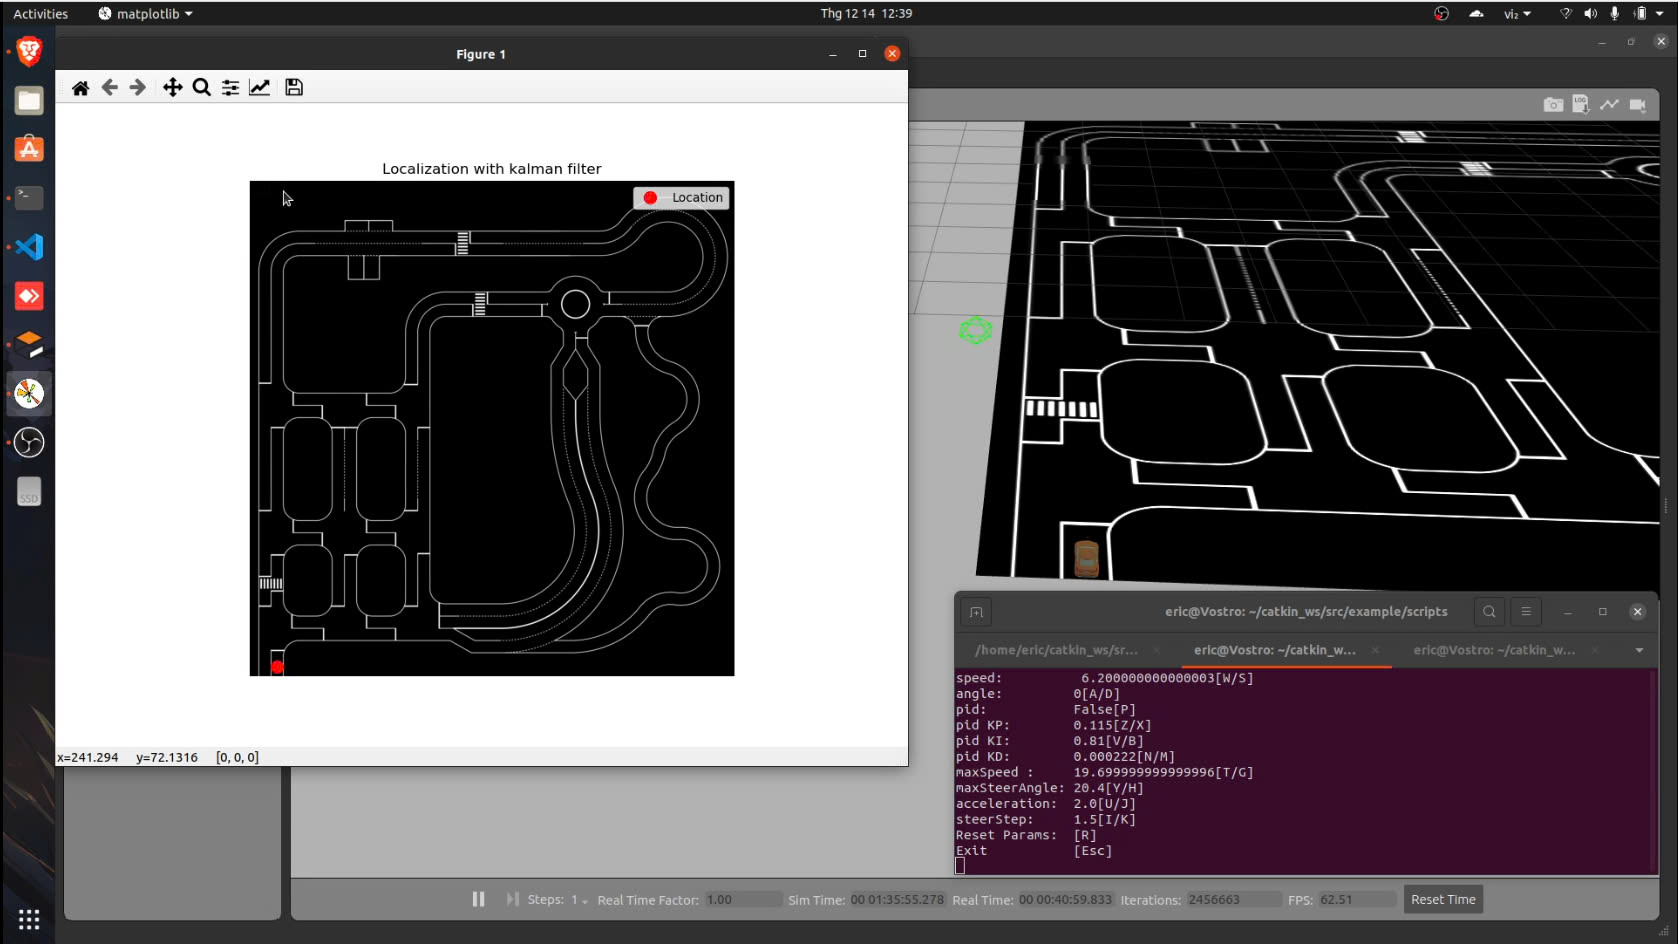 Activities
matplotlib
Thg 12 14 12:39
vi₂
Figure 1
Localization with kalman filter
Location
x=241.294 y=72.1316 [0, 0, 0]
LOG
SSD
eric@Vostro: ~/catkin_ws/src/example/scripts
/home/eric/catkin_ws/sr...
eric@Vostro: ~/catkin_w...
eric@Vostro: ~/catkin_w...
speed: 6.200000000000003[W/S]
angle: 0[A/D]
pid: False[P]
pid KP: 0.115[Z/X]
pid KI: 0.81[V/B]
pid KD: 0.000222[N/M]
maxSpeed : 19.699999999999996[T/G]
maxSteerAngle: 20.4[Y/H]
acceleration: 2.0[U/J]
steerStep: 1.5[I/K]
Reset Params: [R]
Exit [Esc]
Steps: 1 Real Time Factor: 1.00 Sim Time: 00 01:35:55.278 Real Time: 00 00:40:59.833 Iterations: 2456663 FPS: 62.51 Reset Time